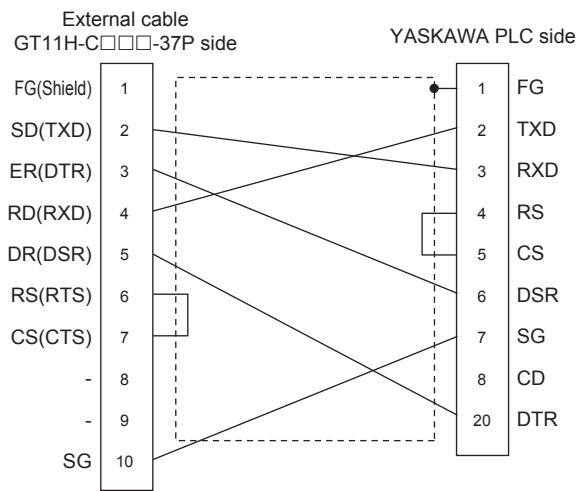 External cable
GT11H-C□□□-37P side
YASKAWA PLC side
FG(Shield) 1
SD(TXD) 2
ER(DTR) 3
RD(RXD) 4
DR(DSR) 5
RS(RTS) 6
CS(CTS) 7
- 8
- 9
SG 10
1 FG
2 TXD
3 RXD
4 RS
5 CS
6 DSR
7 SG
8 CD
20 DTR